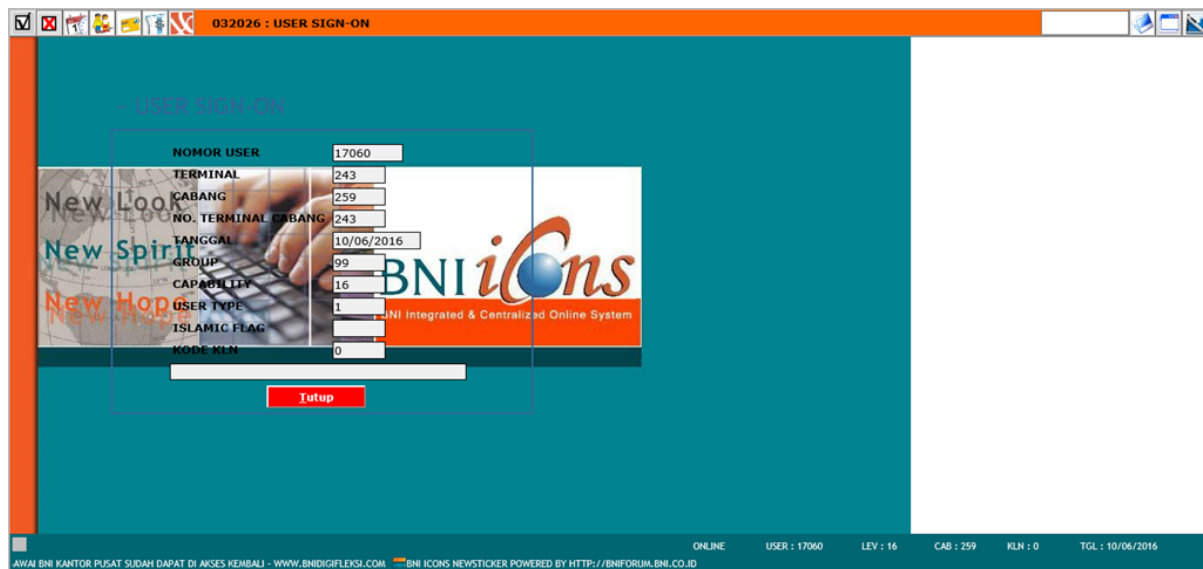 032026 : USER SIGN-ON
- USER SIGN-ON
NOMOR USER 17060
TERMINAL 243
CABANG 259
NO. TERMINAL CABANG 243
TANGGAL 10/06/2016
GROUP 99
CAPABILITY 16
USER TYPE 1
ISLAMIC FLAG
KODE KLN 0
Tutup
New Look
New Spirit
New Hope
BNI icons
BNI Integrated & Centralized Online System
ONLINE USER : 17060 LEV : 16 CAB : 259 KLN : 0 TGL : 10/06/2016
AWAI BNI KANTOR PUSAT SUDAH DAPAT DI AKSES KEMBALI - WWW.BNIDIGIFLEKSI.COM BNI ICONS NEWSTICKER POWERED BY HTTP://BNIFORUM.BNI.CO.ID